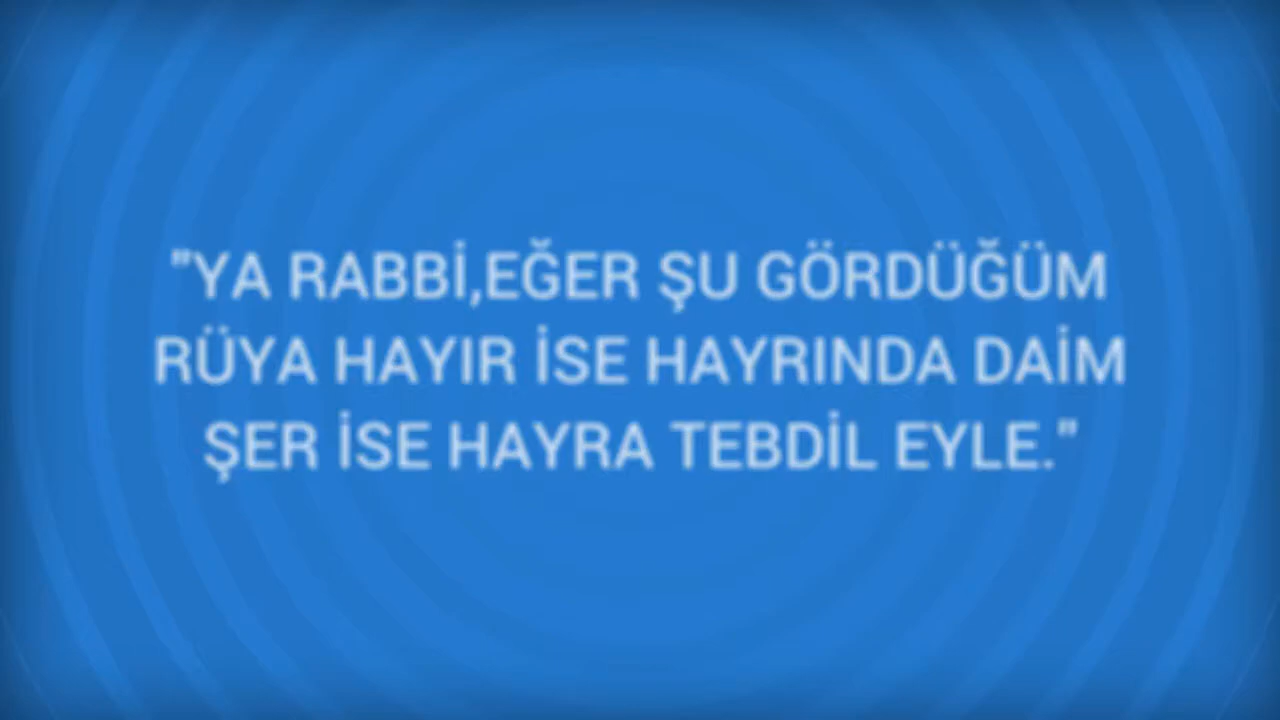 "YA RABBİ,EĞER ŞU GÖRDÜĞÜM
RÜYA HAYIR İSE HAYRINDA DAİM
ŞER İSE HAYRA TEBDİL EYLE."